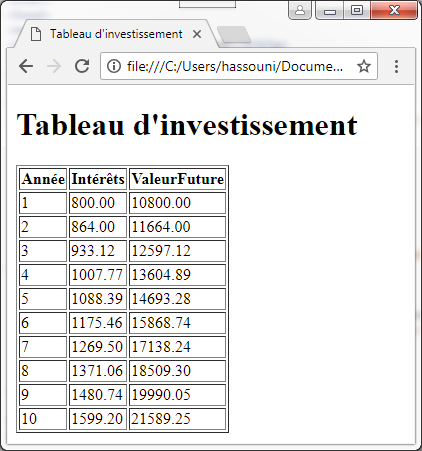 Tableau d'investissement
file:///C:/Users/hassouni/Docume...
Tableau d'investissement
Année Intérêts ValeurFuture
1 800.00 10800.00
2 864.00 11664.00
3 933.12 12597.12
4 1007.77 13604.89
5 1088.39 14693.28
6 1175.46 15868.74
7 1269.50 17138.24
8 1371.06 18509.30
9 1480.74 19990.05
10 1599.20 21589.25